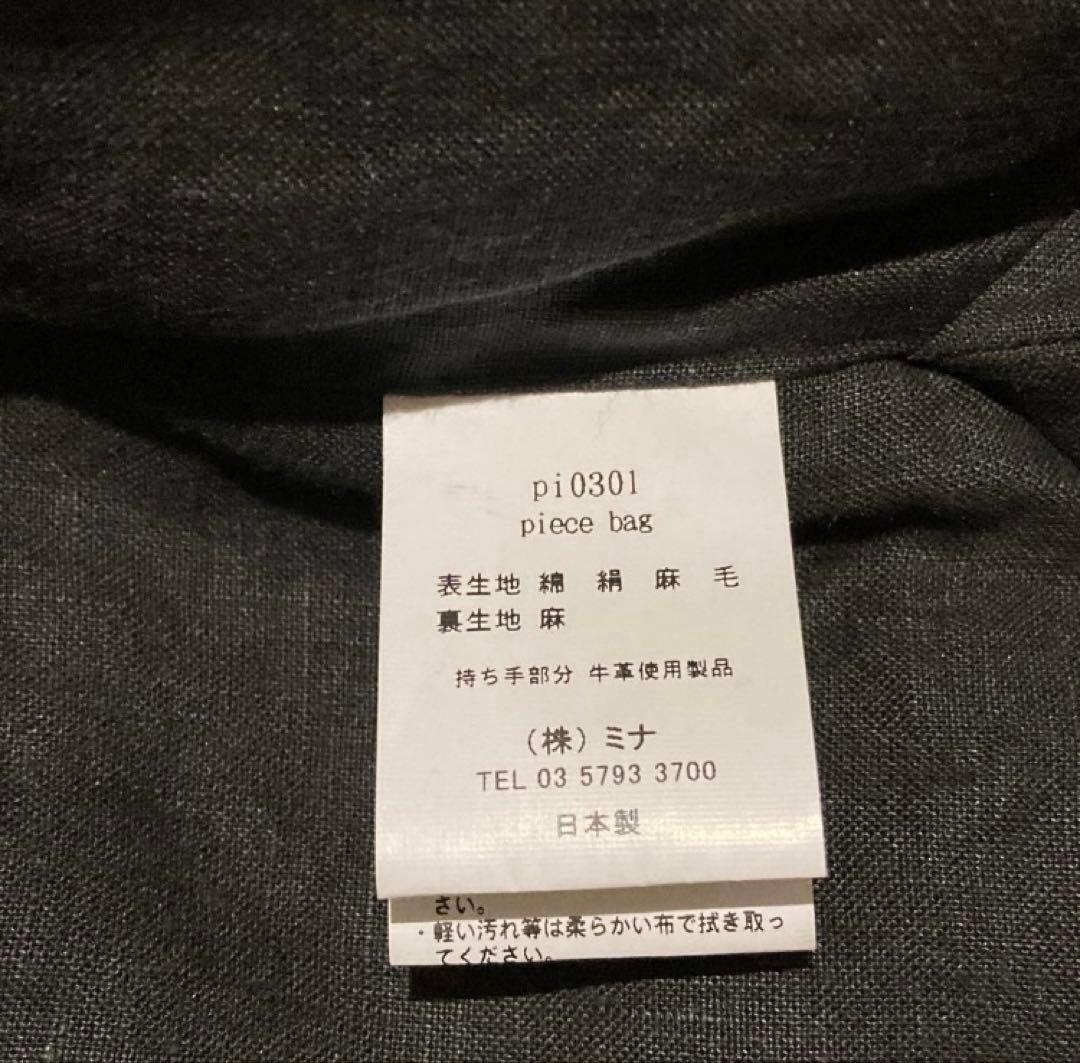 pi0301
piece bag
表生地 綿 絹 麻 毛
裏生地 麻
持ち手部分 牛革使用製品
（株）ミナ
TEL 03 5793 3700
日本製
さい。
・軽い汚れ等は柔らかい布で拭き取っ
てください。